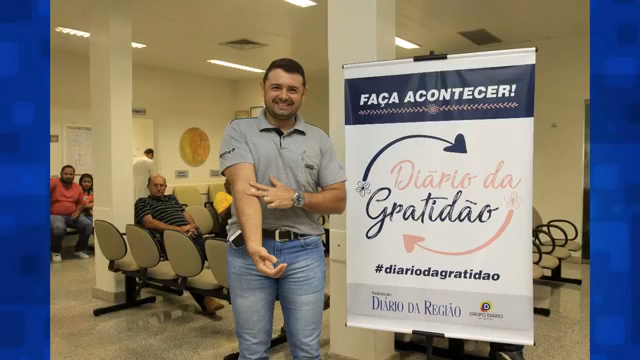 FAÇA ACONTECER!
Diário da
Gratidão
#diariodagratidao
DIÁRIO DA REGIÃO
GRUPO DIÁRIO